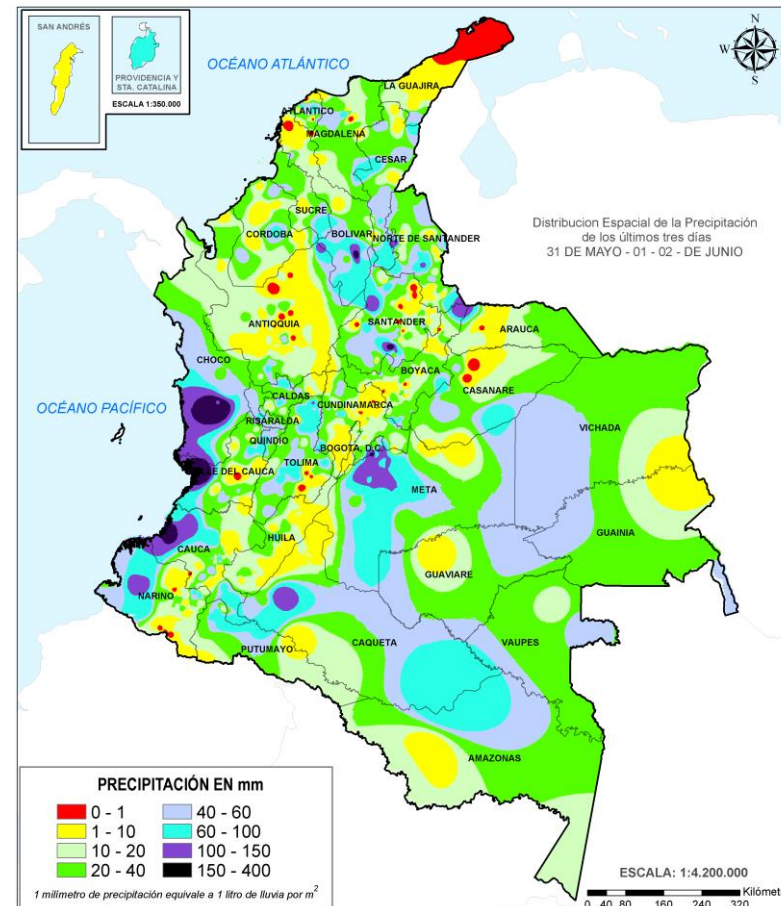 SAN ANDRÉS
PROVIDENCIA Y
STA. CATALINA
ESCALA 1:350.000
OCÉANO ATLÁNTICO
N
W
E
S
LA GUAJIRA
ATLANTICO
MAGDALENA
CESAR
SUCRE
CORDOBA
BOLIVAR
NORTE DE SANTANDER
Distribucion Espacial de la Precipitación
de los últimos tres días
31 DE MAYO - 01 - 02 - DE JUNIO
ANTIOQUIA
SANTANDER
ARAUCA
CHOCO
BOYACA
CASANARE
OCÉANO PACÍFICO
CALDAS
CUNDINAMARCA
RISARALDA
VICHADA
QUINDIO
BOGOTA, D.C.
TOLIMA
DEL CAUCA
META
GUAINIA
HUILA
CAUCA
GUAVIARE
NARIÑO
CAQUETA
VAUPES
PUTUMAYO
AMAZONAS
PRECIPITACIÓN EN mm
0 - 1
1 - 10
10 - 20
20 - 40
40 - 60
60 - 100
100 - 150
150 - 400
1 milímetro de precipitación equivale a 1 litro de lluvia por m²
ESCALA: 1:4.200.000
0 40 80 160 240 320